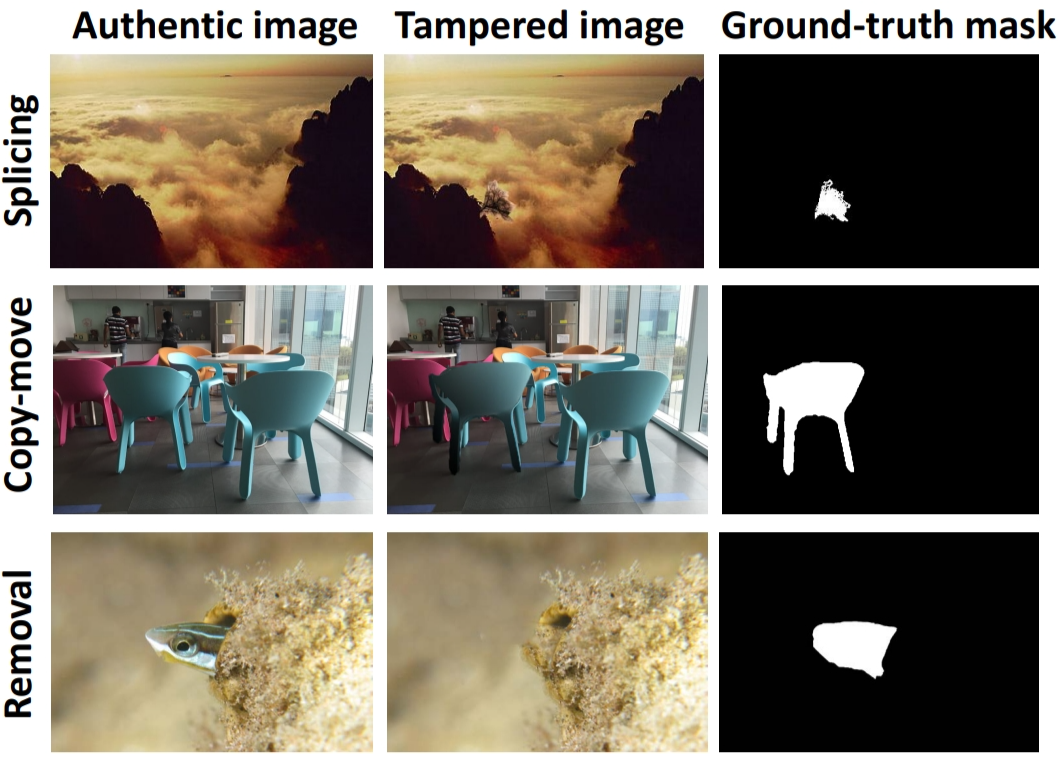 Authentic image Tampered image Ground-truth mask
Splicing
Copy-move
Removal